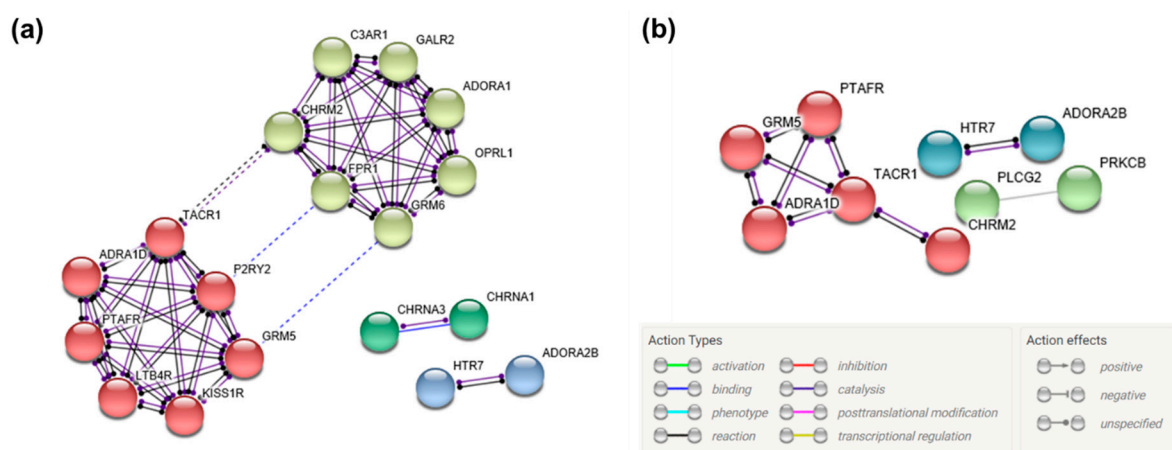 (a)
C3AR1
GALR2
ADORA1
CHRM2
OPRL1
FPR1
GRM6
TACR1
ADRA1D
P2RY2
PTAFR
GRM5
LTB4R
KISS1R
CHRNA3
CHRNA1
HTR7
ADORA2B
(b)
PTAFR
GRM5
HTR7
ADORA2B
TACR1
PLCG2
PRKCB
ADRA1D
CHRM2
Action Types
activation
inhibition
binding
catalysis
phenotype
posttranslational modification
reaction
transcriptional regulation
Action effects
positive
negative
unspecified